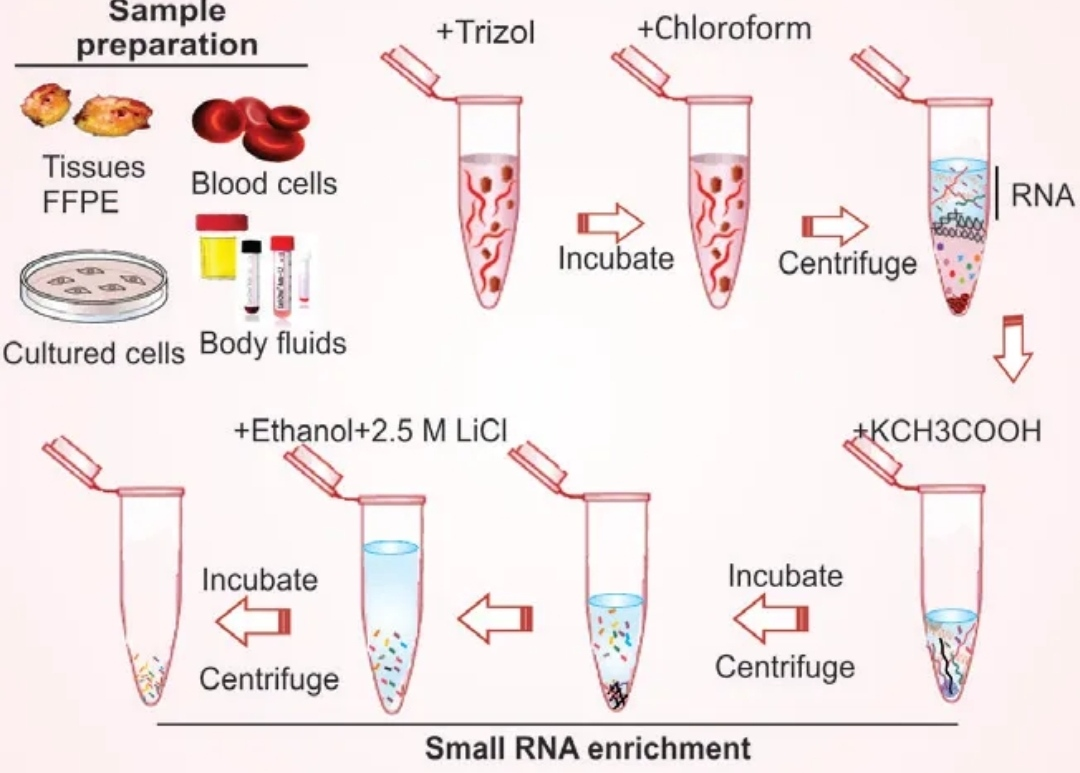 Sample
preparation
+Trizol
+Chloroform
Tissues
FFPE
Blood cells
RNA
Incubate
Centrifuge
Cultured cells
Body fluids
+Ethanol+2.5 M LiCl
+KCH3COOH
Incubate
Centrifuge
Incubate
Centrifuge
Small RNA enrichment